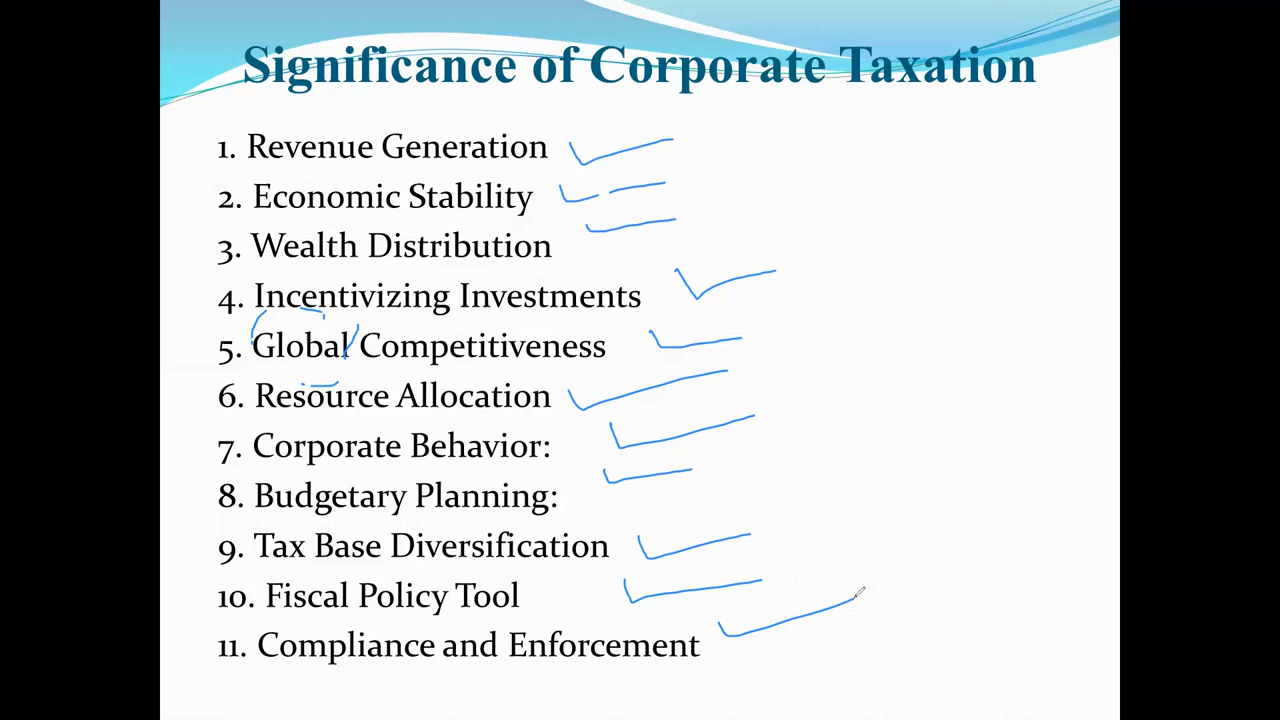 Significance of Corporate Taxation
1. Revenue Generation
2. Economic Stability
3. Wealth Distribution
4. Incentivizing Investments
5. Global Competitiveness
6. Resource Allocation
7. Corporate Behavior:
8. Budgetary Planning:
9. Tax Base Diversification
10. Fiscal Policy Tool
11. Compliance and Enforcement